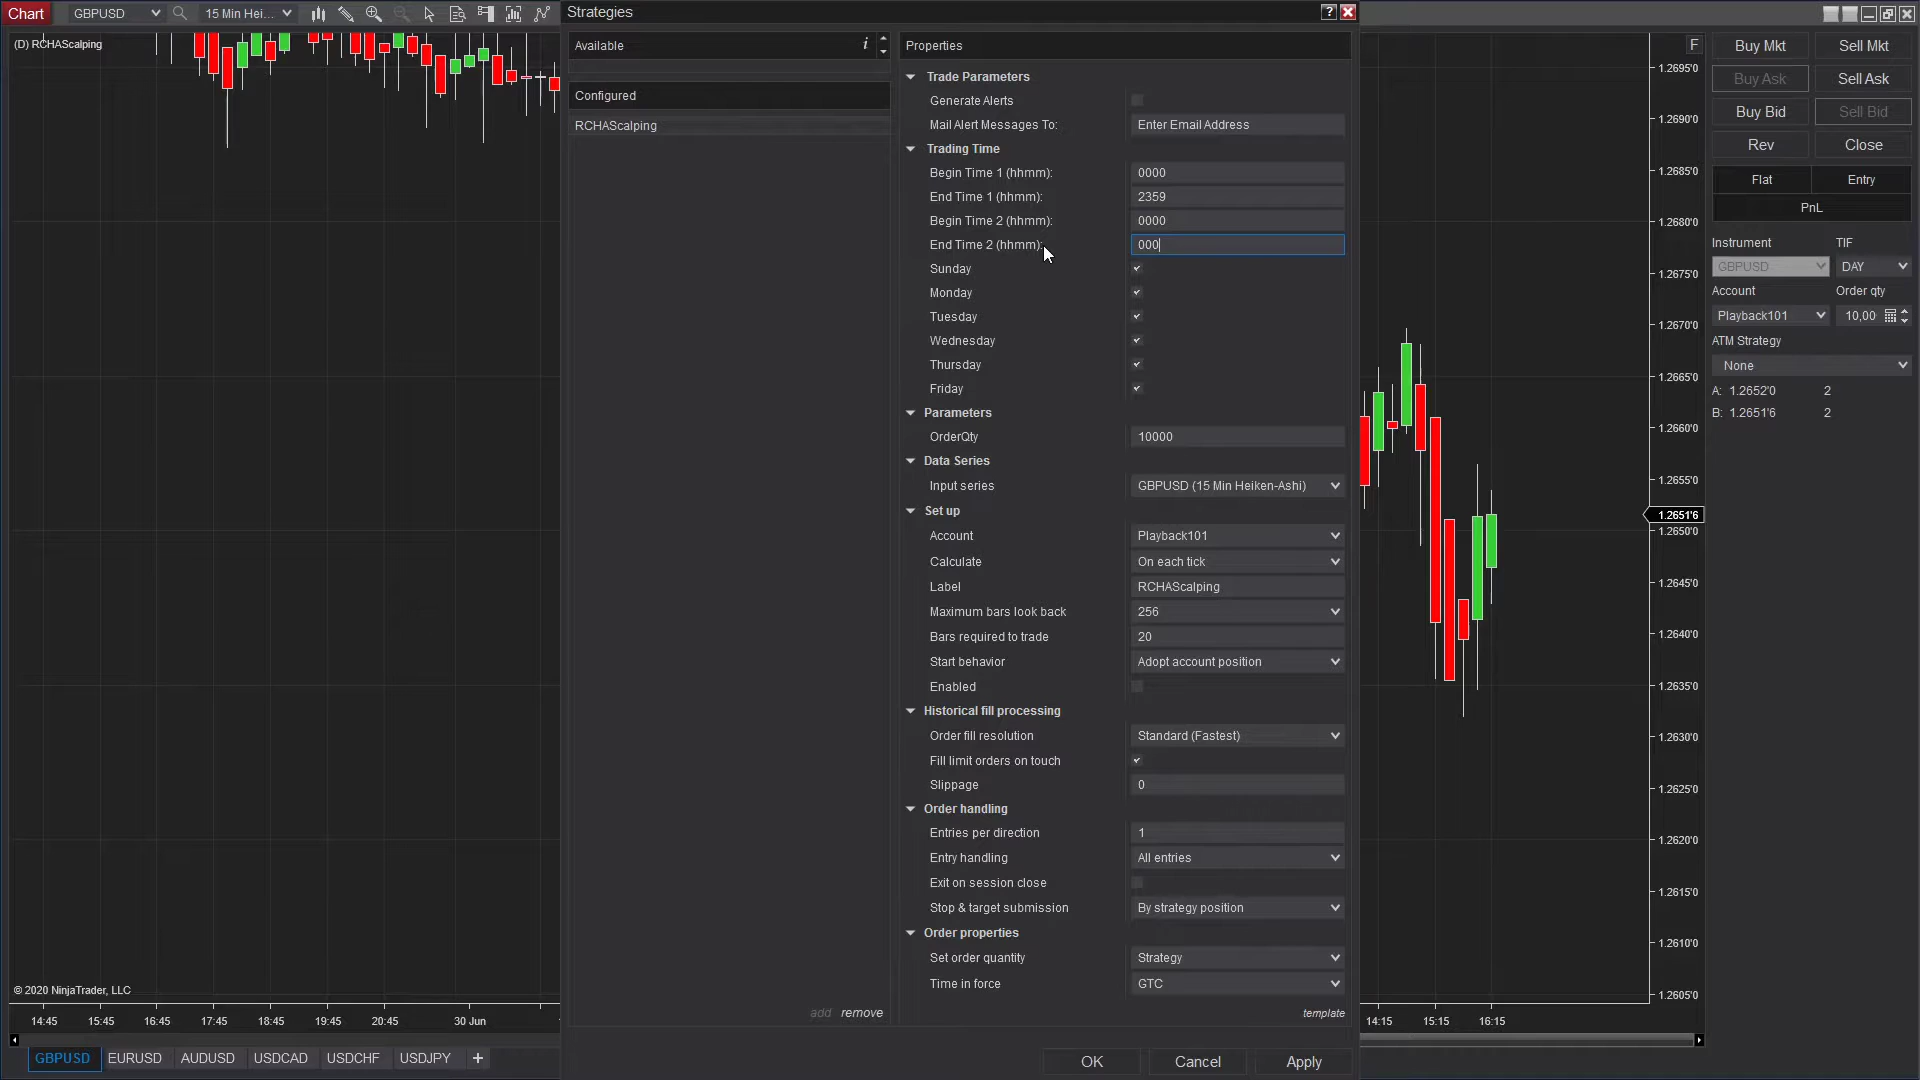 Chart
GBPUSD
15 Min Hei...
Strategies
?
(D) RCHAScalping
Available
i
Properties
Configured
RCHAScalping
Trade Parameters
Generate Alerts
Mail Alert Messages To:
Enter Email Address
Trading Time
Begin Time 1 (hhmm):
0000
End Time 1 (hhmm):
2359
Begin Time 2 (hhmm):
0000
End Time 2 (hhmm):
000
Sunday
Monday
Tuesday
Wednesday
Thursday
Friday
Parameters
OrderQty
10000
Data Series
Input series
GBPUSD (15 Min Heiken-Ashi)
Set up
Account
Playback101
Calculate
On each tick
Label
RCHAScalping
Maximum bars look back
256
Bars required to trade
20
Start behavior
Adopt account position
Enabled
Historical fill processing
Order fill resolution
Standard (Fastest)
Fill limit orders on touch
Slippage
0
Order handling
Entries per direction
1
Entry handling
All entries
Exit on session close
Stop & target submission
By strategy position
Order properties
Set order quantity
Strategy
Time in force
GTC
add
remove
template
OK
Cancel
Apply
F
1.2695'0
1.2690'0
1.2685'0
1.2680'0
1.2675'0
1.2670'0
1.2665'0
1.2660'0
1.2655'0
1.2651'6
1.2650'0
1.2645'0
1.2640'0
1.2635'0
1.2630'0
1.2625'0
1.2620'0
1.2615'0
1.2610'0
1.2605'0
Buy Mkt
Sell Mkt
Buy Ask
Sell Ask
Buy Bid
Sell Bid
Rev
Close
Flat
Entry
PnL
Instrument
TIF
GBPUSD
DAY
Account
Order qty
Playback101
10,00
ATM Strategy
None
A: 1.2652'0 2
B: 1.2651'6 2
© 2020 NinjaTrader, LLC
14:45
15:45
16:45
17:45
18:45
19:45
20:45
30 Jun
14:15
15:15
16:15
GBPUSD
EURUSD
AUDUSD
USDCAD
USDCHF
USDJPY
+